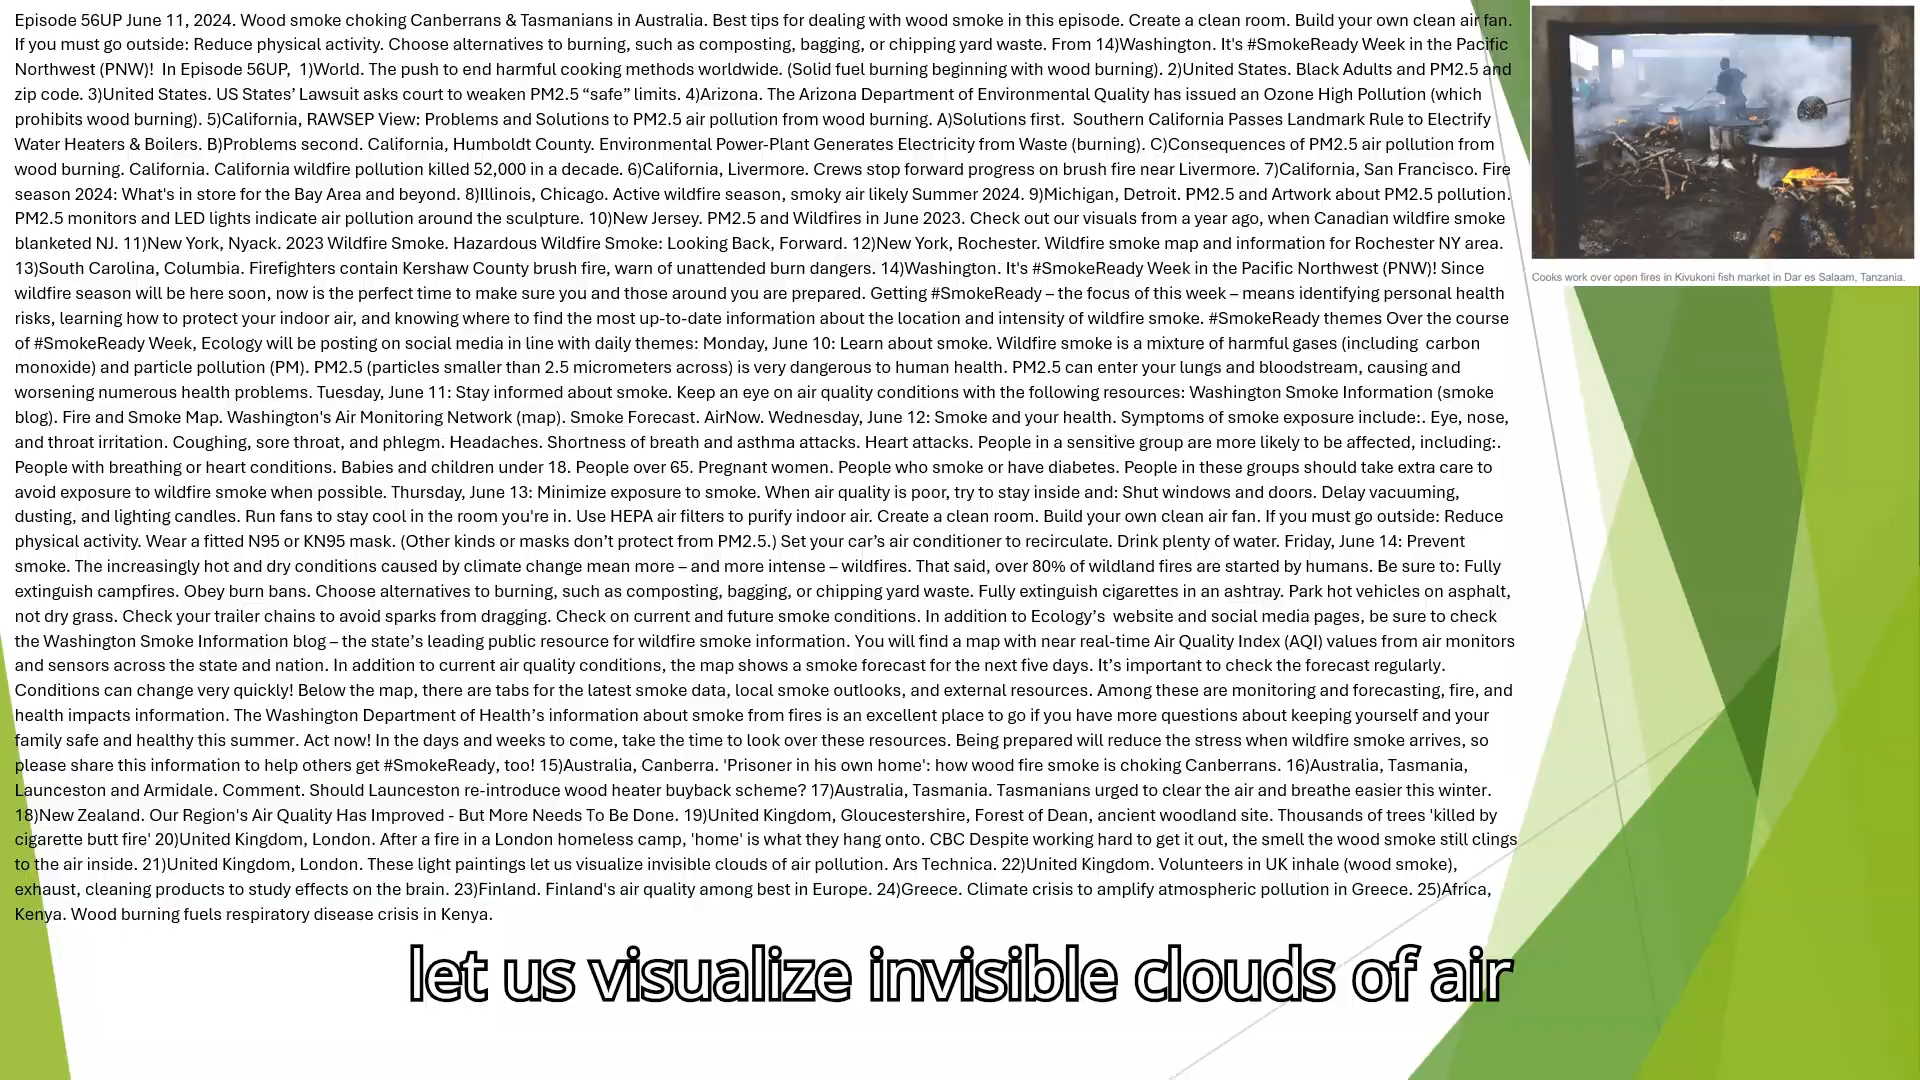 Episode 56UP June 11, 2024. Wood smoke choking Canberrans & Tasmanians in Australia. Best tips for dealing with wood smoke in this episode. Create a clean room. Build your own clean air fan.
If you must go outside: Reduce physical activity. Choose alternatives to burning, such as composting, bagging, or chipping yard waste. From 14)Washington. It's #SmokeReady Week in the Pacific
Northwest (PNW)!  In Episode 56UP,  1)World. The push to end harmful cooking methods worldwide. (Solid fuel burning beginning with wood burning). 2)United States. Black Adults and PM2.5 and
zip code. 3)United States. US States’ Lawsuit asks court to weaken PM2.5 “safe” limits. 4)Arizona. The Arizona Department of Environmental Quality has issued an Ozone High Pollution (which
prohibits wood burning). 5)California, RAWSEP View: Problems and Solutions to PM2.5 air pollution from wood burning. A)Solutions first.  Southern California Passes Landmark Rule to Electrify
Water Heaters & Boilers. B)Problems second. California, Humboldt County. Environmental Power-Plant Generates Electricity from Waste (burning). C)Consequences of PM2.5 air pollution from
wood burning. California. California wildfire pollution killed 52,000 in a decade. 6)California, Livermore. Crews stop forward progress on brush fire near Livermore. 7)California, San Francisco. Fire
season 2024: What's in store for the Bay Area and beyond. 8)Illinois, Chicago. Active wildfire season, smoky air likely Summer 2024. 9)Michigan, Detroit. PM2.5 and Artwork about PM2.5 pollution.
PM2.5 monitors and LED lights indicate air pollution around the sculpture. 10)New Jersey. PM2.5 and Wildfires in June 2023. Check out our visuals from a year ago, when Canadian wildfire smoke
blanketed NJ. 11)New York, Nyack. 2023 Wildfire Smoke. Hazardous Wildfire Smoke: Looking Back, Forward. 12)New York, Rochester. Wildfire smoke map and information for Rochester NY area.
13)South Carolina, Columbia. Firefighters contain Kershaw County brush fire, warn of unattended burn dangers. 14)Washington. It's #SmokeReady Week in the Pacific Northwest (PNW)! Since
wildfire season will be here soon, now is the perfect time to make sure you and those around you are prepared. Getting #SmokeReady – the focus of this week – means identifying personal health
risks, learning how to protect your indoor air, and knowing where to find the most up-to-date information about the location and intensity of wildfire smoke. #SmokeReady themes Over the course
of #SmokeReady Week, Ecology will be posting on social media in line with daily themes: Monday, June 10: Learn about smoke. Wildfire smoke is a mixture of harmful gases (including  carbon
monoxide) and particle pollution (PM). PM2.5 (particles smaller than 2.5 micrometers across) is very dangerous to human health. PM2.5 can enter your lungs and bloodstream, causing and
worsening numerous health problems. Tuesday, June 11: Stay informed about smoke. Keep an eye on air quality conditions with the following resources: Washington Smoke Information (smoke
blog). Fire and Smoke Map. Washington's Air Monitoring Network (map). Smoke Forecast. AirNow. Wednesday, June 12: Smoke and your health. Symptoms of smoke exposure include:. Eye, nose,
and throat irritation. Coughing, sore throat, and phlegm. Headaches. Shortness of breath and asthma attacks. Heart attacks. People in a sensitive group are more likely to be affected, including:.
People with breathing or heart conditions. Babies and children under 18. People over 65. Pregnant women. People who smoke or have diabetes. People in these groups should take extra care to
avoid exposure to wildfire smoke when possible. Thursday, June 13: Minimize exposure to smoke. When air quality is poor, try to stay inside and: Shut windows and doors. Delay vacuuming,
dusting, and lighting candles. Run fans to stay cool in the room you're in. Use HEPA air filters to purify indoor air. Create a clean room. Build your own clean air fan. If you must go outside: Reduce
physical activity. Wear a fitted N95 or KN95 mask. (Other kinds or masks don’t protect from PM2.5.) Set your car’s air conditioner to recirculate. Drink plenty of water. Friday, June 14: Prevent
smoke. The increasingly hot and dry conditions caused by climate change mean more – and more intense – wildfires. That said, over 80% of wildland fires are started by humans. Be sure to: Fully
extinguish campfires. Obey burn bans. Choose alternatives to burning, such as composting, bagging, or chipping yard waste. Fully extinguish cigarettes in an ashtray. Park hot vehicles on asphalt,
not dry grass. Check your trailer chains to avoid sparks from dragging. Check on current and future smoke conditions. In addition to Ecology’s  website and social media pages, be sure to check
the Washington Smoke Information blog – the state’s leading public resource for wildfire smoke information. You will find a map with near real-time Air Quality Index (AQI) values from air monitors
and sensors across the state and nation. In addition to current air quality conditions, the map shows a smoke forecast for the next five days. It’s important to check the forecast regularly.
Conditions can change very quickly! Below the map, there are tabs for the latest smoke data, local smoke outlooks, and external resources. Among these are monitoring and forecasting, fire, and
health impacts information. The Washington Department of Health’s information about smoke from fires is an excellent place to go if you have more questions about keeping yourself and your
family safe and healthy this summer. Act now! In the days and weeks to come, take the time to look over these resources. Being prepared will reduce the stress when wildfire smoke arrives, so
please share this information to help others get #SmokeReady, too! 15)Australia, Canberra. 'Prisoner in his own home': how wood fire smoke is choking Canberrans. 16)Australia, Tasmania,
Launceston and Armidale. Comment. Should Launceston re-introduce wood heater buyback scheme? 17)Australia, Tasmania. Tasmanians urged to clear the air and breathe easier this winter.
18)New Zealand. Our Region's Air Quality Has Improved - But More Needs To Be Done. 19)United Kingdom, Gloucestershire, Forest of Dean, ancient woodland site. Thousands of trees 'killed by
cigarette butt fire' 20)United Kingdom, London. After a fire in a London homeless camp, 'home' is what they hang onto. CBC Despite working hard to get it out, the smell the wood smoke still clings
to the air inside. 21)United Kingdom, London. These light paintings let us visualize invisible clouds of air pollution. Ars Technica. 22)United Kingdom. Volunteers in UK inhale (wood smoke),
exhaust, cleaning products to study effects on the brain. 23)Finland. Finland's air quality among best in Europe. 24)Greece. Climate crisis to amplify atmospheric pollution in Greece. 25)Africa,
Kenya. Wood burning fuels respiratory disease crisis in Kenya.
Cooks work over open fires in Kivukoni fish market in Dar es Salaam, Tanzania.
let us visualize invisible clouds of air